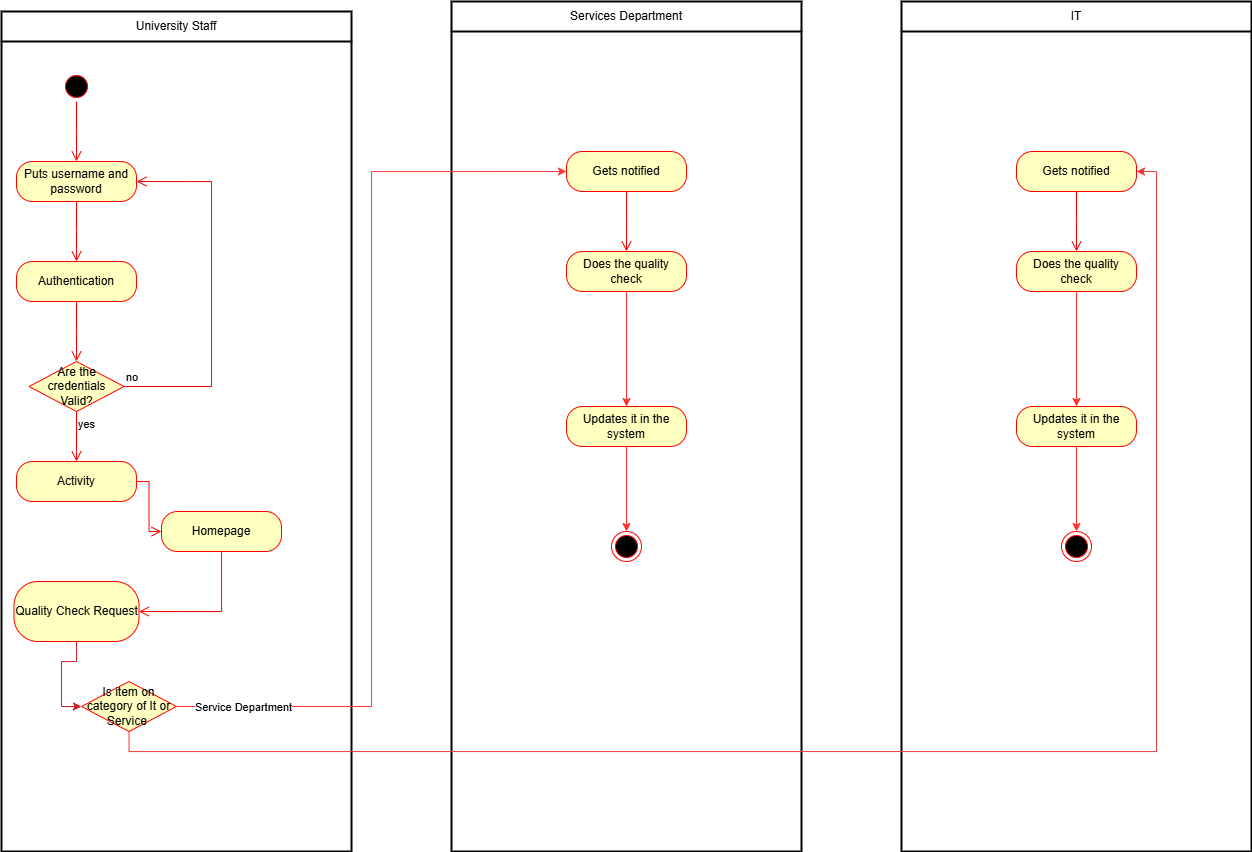 University Staff
Services Department
IT
Puts username and
password
Authentication
Are the
credentials
Valid?
no
yes
Activity
Homepage
Quality Check Request
Is item on
category of It or
Service
Service Department
Gets notified
Does the quality
check
Updates it in the
system
Gets notified
Does the quality
check
Updates it in the
system